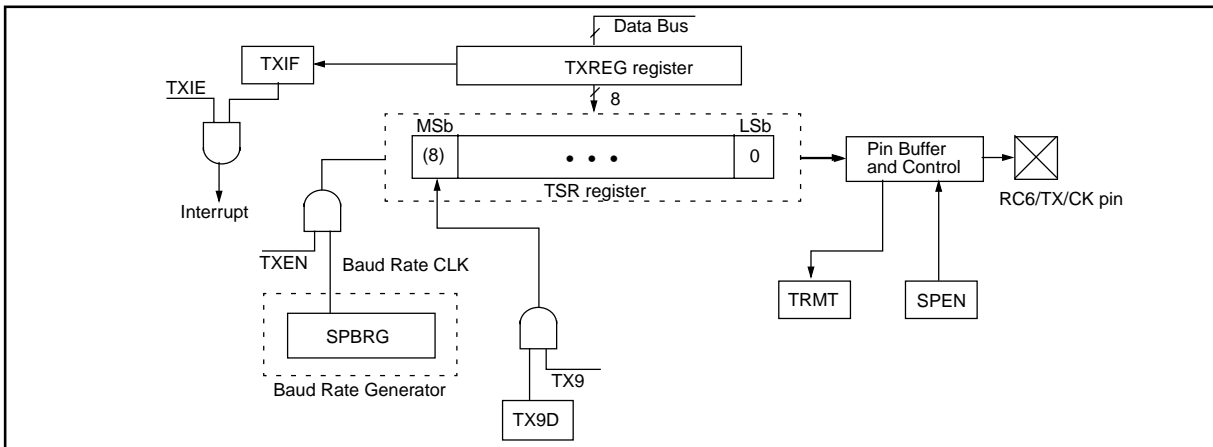 Data Bus
TXREG register
TXIF
TXIE
8
MSb
LSb
(8)
• • •
0
TSR register
Pin Buffer
and Control
RC6/TX/CK pin
Interrupt
TXEN
Baud Rate CLK
TRMT
SPEN
SPBRG
Baud Rate Generator
TX9
TX9D